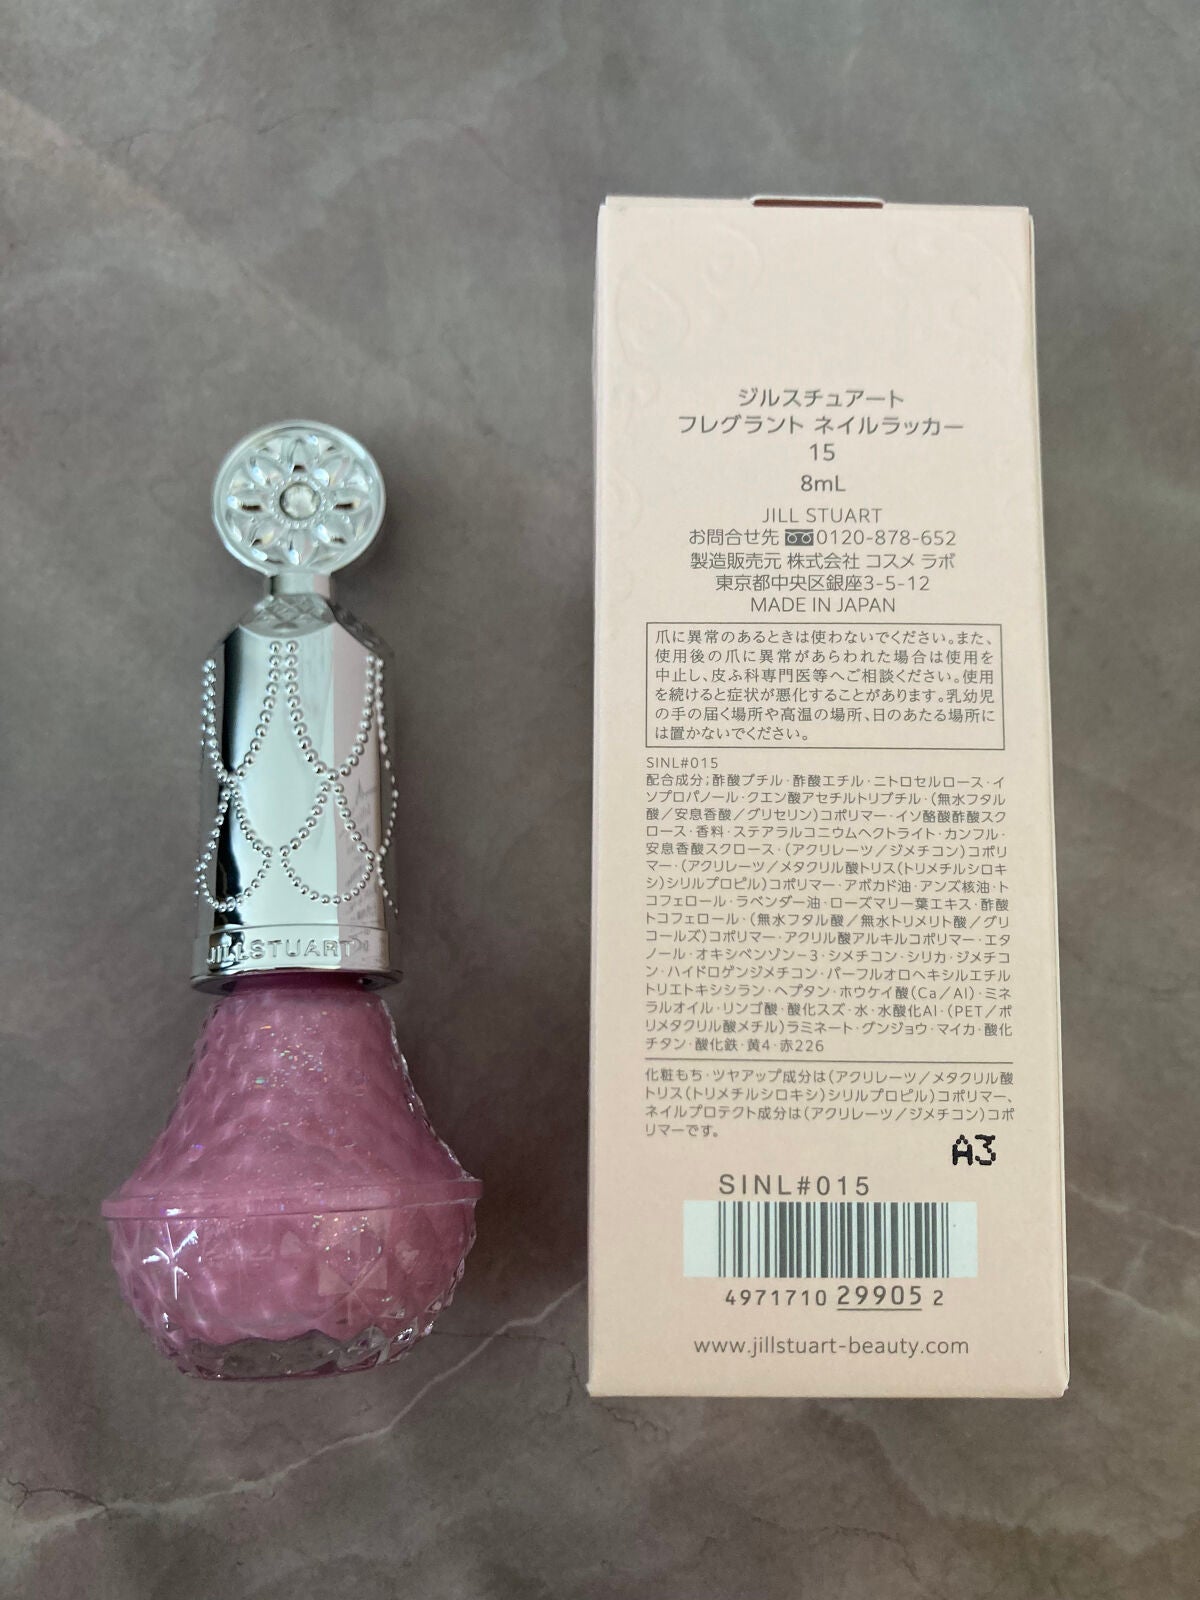 JILLSTUART
ジルスチュアート
フレグラント ネイルラッカー
15
8mL
JILL STUART
お問合せ先 0120-878-652
製造販売元 株式会社 コスメ ラボ
東京都中央区銀座3-5-12
MADE IN JAPAN
爪に異常のあるときは使わないでください。また、
使用後の爪に異常があらわれた場合は使用を
中止し、皮ふ科専門医等へご相談ください。使用
を続けると症状が悪化することがあります。乳幼児
の手の届く場所や高温の場所、日のあたる場所に
は置かないでください。
SINL#015
配合成分;酢酸ブチル・酢酸エチル・ニトロセルロース・イ
ソプロパノール・クエン酸アセチルトリブチル・(無水フタル
酸/安息香酸/グリセリン)コポリマー・イソ酪酸酢酸スク
ロース・香料・ステアラルコニウムヘクトライト・カンフル・
安息香酸スクロース・(アクリレーツ/ジメチコン)コポリ
マー・(アクリレーツ/メタクリル酸トリス(トリメチルシロキ
シ)シリルプロピル)コポリマー・アボカド油・アンズ核油・ト
コフェロール・ラベンダー油・ローズマリー葉エキス・酢酸
トコフェロール・(無水フタル酸/無水トリメリト酸/グリ
コールズ)コポリマー・アクリル酸アルキルコポリマー・エタ
ノール・オキシベンゾン-3・シメチコン・シリカ・ジメチコ
ン・ハイドロゲンジメチコン・パーフルオロヘキシルエチル
トリエトキシシラン・ヘプタン・ホウケイ酸(Ca/Al)・ミネ
ラルオイル・リンゴ酸・酸化スズ・水・水酸化Al・(PET/ポ
リメタクリル酸メチル)ラミネート・グンジョウ・マイカ・酸化
チタン・酸化鉄・黄4・赤226
化粧もち・ツヤアップ成分は(アクリレーツ/メタクリル酸
トリス(トリメチルシロキシ)シリルプロピル)コポリマー、
ネイルプロテクト成分は(アクリレーツ/ジメチコン)コポ
リマーです。
A3
SINL#015
4971710 29905 2
www.jillstuart-beauty.com